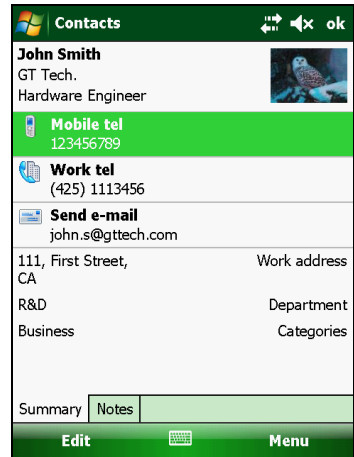 Contacts ok
John Smith
GT Tech.
Hardware Engineer
Mobile tel
123456789
Work tel
(425) 1113456
Send e-mail
john.s@gttech.com
111, First Street, Work address
CA
R&D Department
Business Categories
Summary Notes
Edit Menu